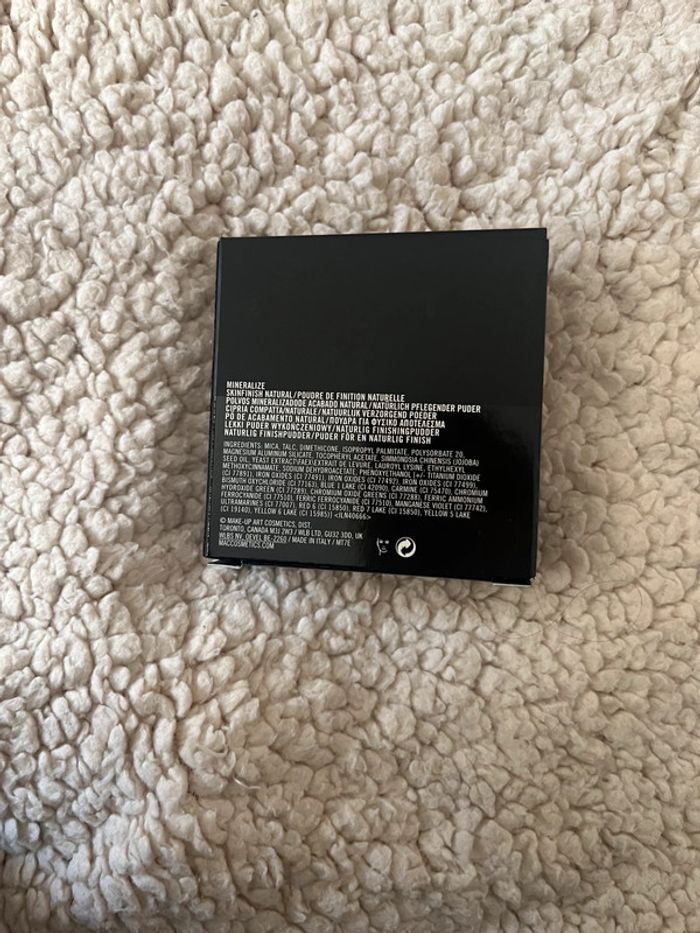 MINERALIZE
SKINFINISH NATURAL/POUDRE DE FINITION NATURELLE
POLVOS MINERALIZADODE ACABADO NATURAL/NATÜRLICH PFLEGENDER PUDER
CIPRIA COMPATTA/NATURALE/NATUURLIJK VERZORGEND POEDER
PÓ DE ACABAMENTO NATURAL/ΠΟΥΔΡΑ ΓΙΑ ΦΥΣΙΚΟ ΑΠΟΤΕΛΕΣΜΑ
LEKKI PUDER WYKOŃCZENIOWY/NATURLIG FINISHINGPUDDER
NATURLIG FINISHPUDDER/PUDER FÖR EN NATURLIG FINISH
INGREDIENTS: MICA, TALC, DIMETHICONE, ISOPROPYL PALMITATE, POLYSORBATE 20,
MAGNESIUM ALUMINUM SILICATE, TOCOPHERYL ACETATE, SIMMONDSIA CHINENSIS (JOJOBA)
SEED OIL, YEAST EXTRACT\FAEX\EXTRAIT DE LEVURE, LAUROYL LYSINE, ETHYLHEXYL
METHOXYCINNAMATE, SODIUM DEHYDROACETATE, PHENOXYETHANOL [+/- TITANIUM DIOXIDE
(CI 77891), IRON OXIDES (CI 77491), IRON OXIDES (CI 77492), IRON OXIDES (CI 77499),
BISMUTH OXYCHLORIDE (CI 77163), BLUE 1 LAKE (CI 42090), CARMINE (CI 75470), CHROMIUM
HYDROXIDE GREEN (CI 77289), CHROMIUM OXIDE GREENS (CI 77288), FERRIC AMMONIUM
FERROCYANIDE (CI 77510), FERRIC FERROCYANIDE (CI 77510), MANGANESE VIOLET (CI 77742),
ULTRAMARINES (CI 77007), RED 6 (CI 15850), RED 7 LAKE (CI 15850), YELLOW 5 LAKE
(CI 19140), YELLOW 6 LAKE (CI 15985)] <ILN40666>
© MAKE-UP ART COSMETICS, DIST.
TORONTO, CANADA M3J 2W3 / WLB LTD, GU32 3DD, UK
WLBS NV, OEVEL BE-2260 / MADE IN ITALY / MT7E
MACCOSMETICS.COM